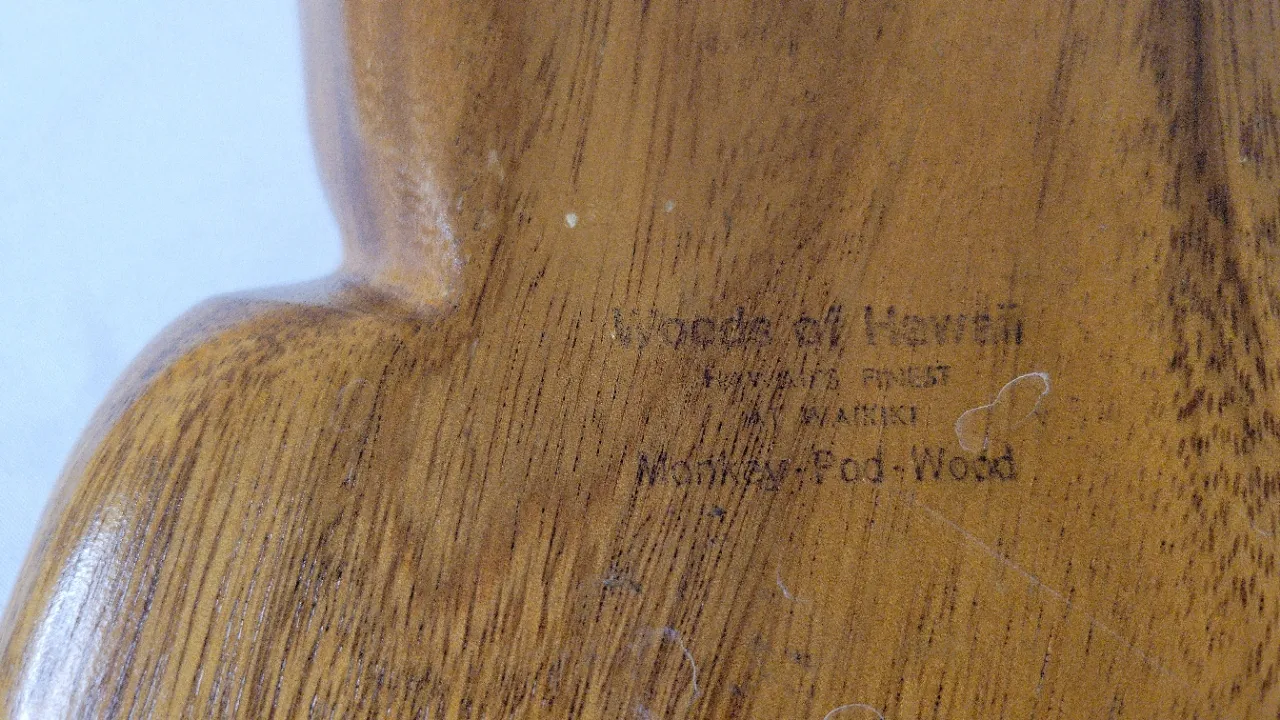 Woods of Hawaii
HAWAII'S FINEST
AT WAIKIKI
Monkey-Pod-Wood